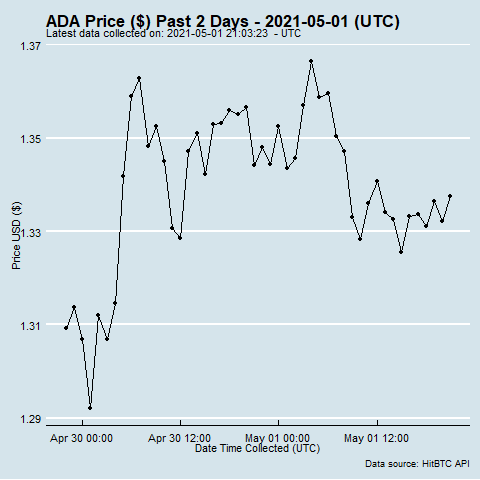 ADA Price ($) Past 2 Days - 2021-05-01 (UTC)
Latest data collected on: 2021-05-01 21:03:23 - UTC
1.37
1.35
1.33
1.31
1.29
Price USD ($)
Apr 30 00:00 Apr 30 12:00 May 01 00:00 May 01 12:00
Date Time Collected (UTC)
Data source: HitBTC API